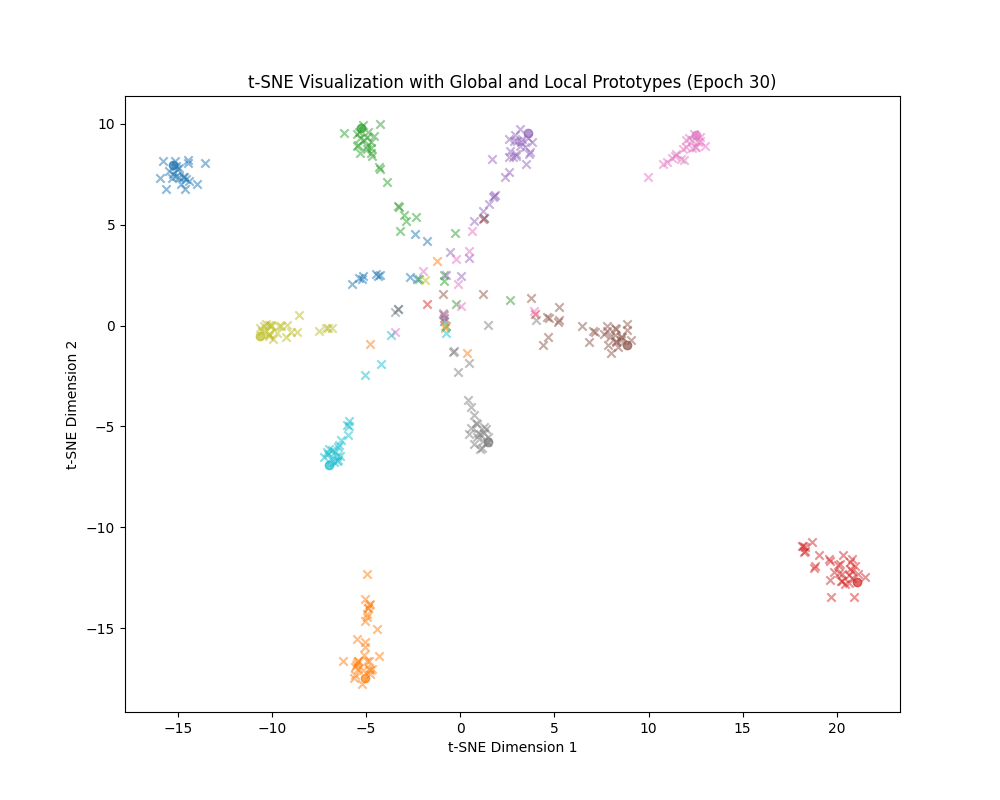 t-SNE Visualization with Global and Local Prototypes (Epoch 30)
10
5
0
−5
−10
−15
t-SNE Dimension 2
−15 −10 −5 0 5 10 15 20
t-SNE Dimension 1